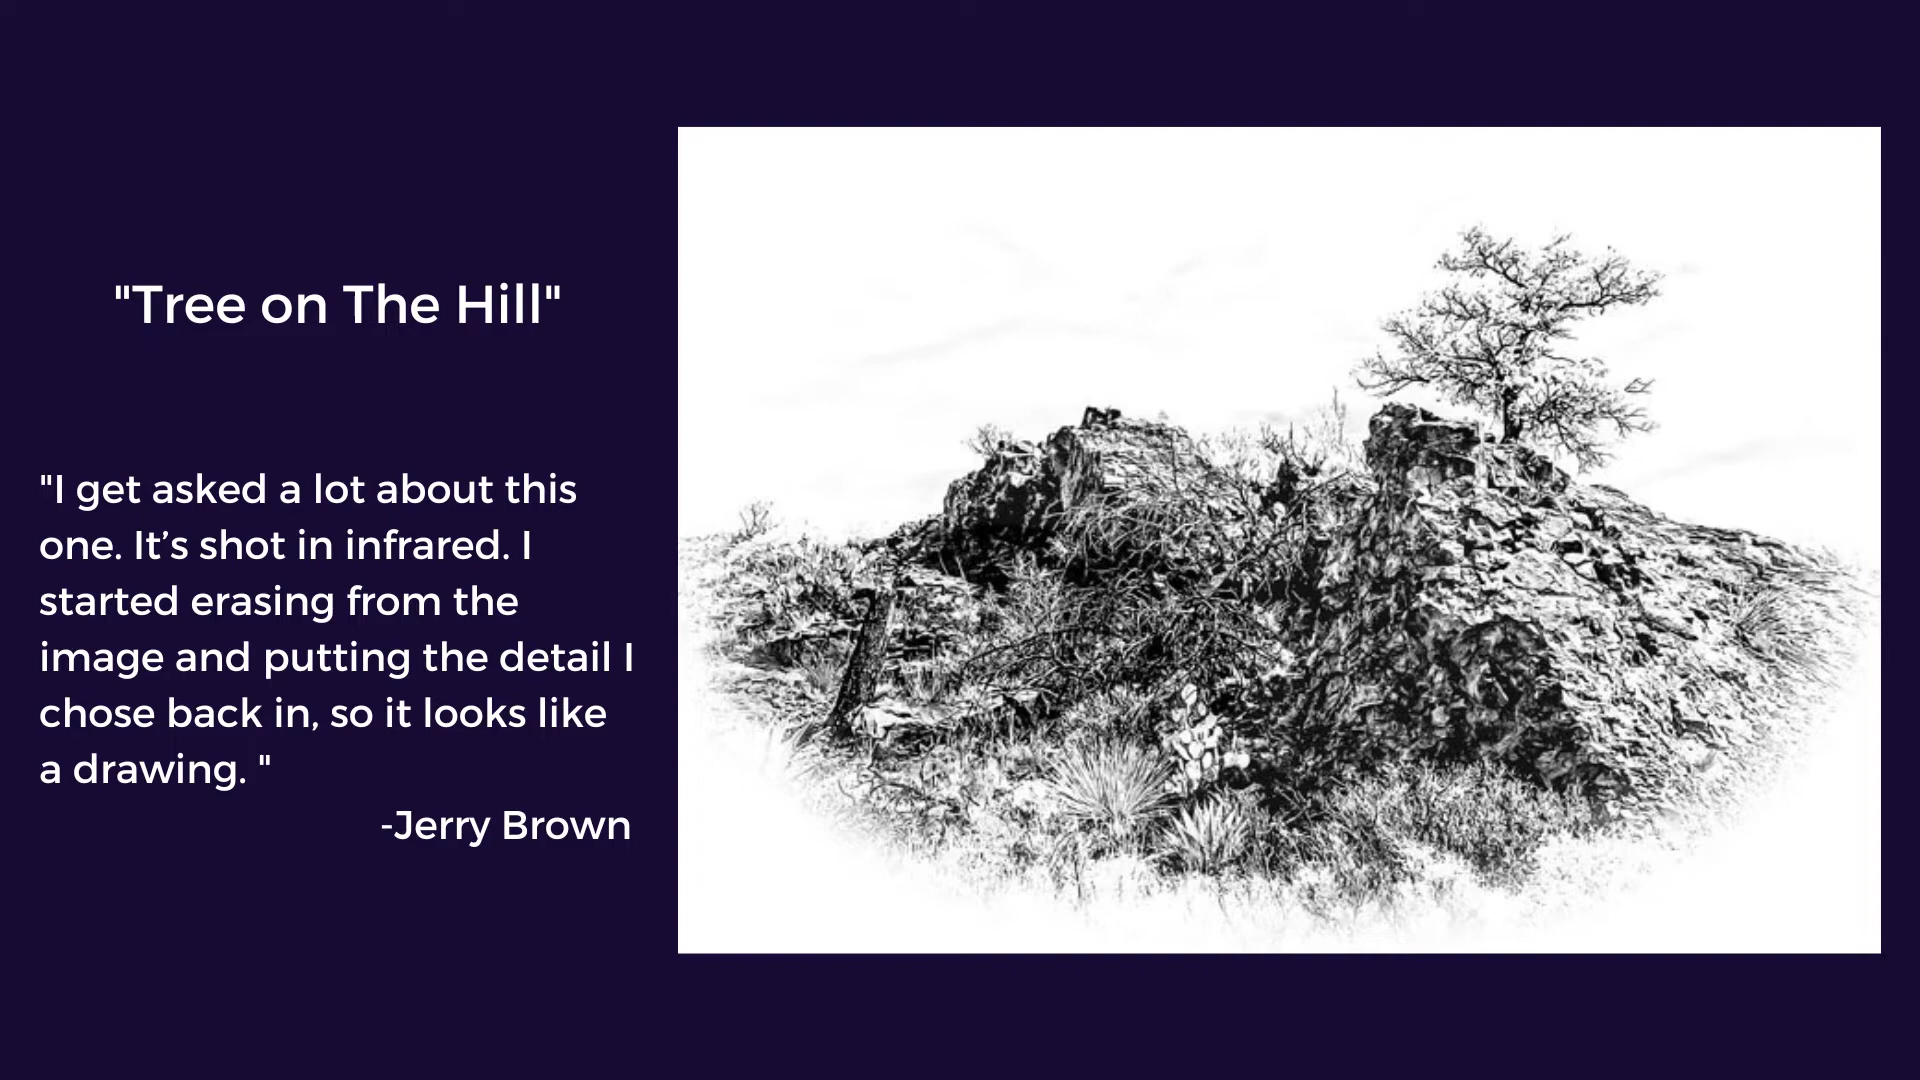 "Tree on The Hill"
"I get asked a lot about this
one. It’s shot in infrared. I
started erasing from the
image and putting the detail I
chose back in, so it looks like
a drawing. "
-Jerry Brown